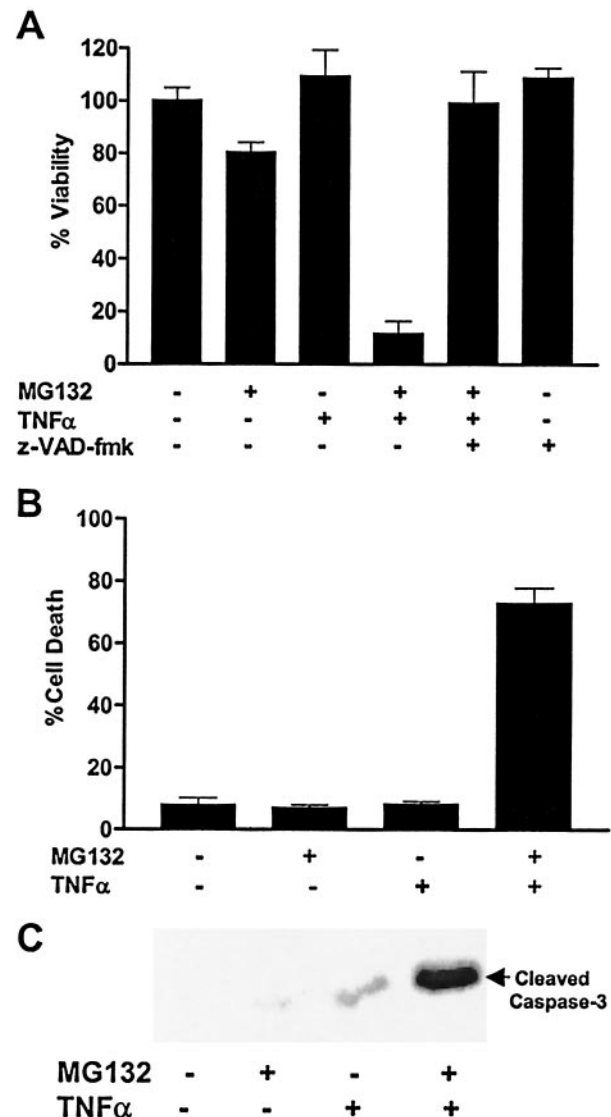 A
120
100
80
60
40
20
0
% Viability
MG132 - + - + + -
TNFα - - + + + -
z-VAD-fmk - - - - + +
B
100
80
60
40
20
0
%Cell Death
MG132 - + - +
TNFα - - + +
C
Cleaved
Caspase-3
MG132 - + - +
TNFα - - + +